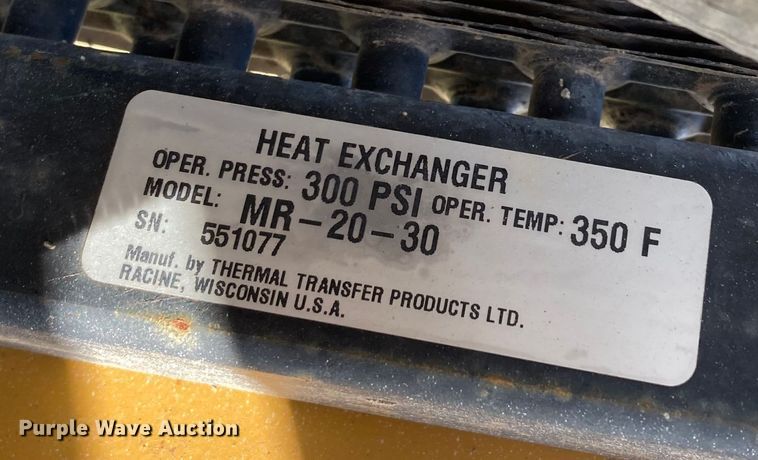 HEAT EXCHANGER
OPER. PRESS: 300 PSI OPER. TEMP: 350 F
MODEL: MR-20-30
SN: 551077
Manuf. by THERMAL TRANSFER PRODUCTS LTD.
RACINE, WISCONSIN U.S.A.
Purple Wave Auction